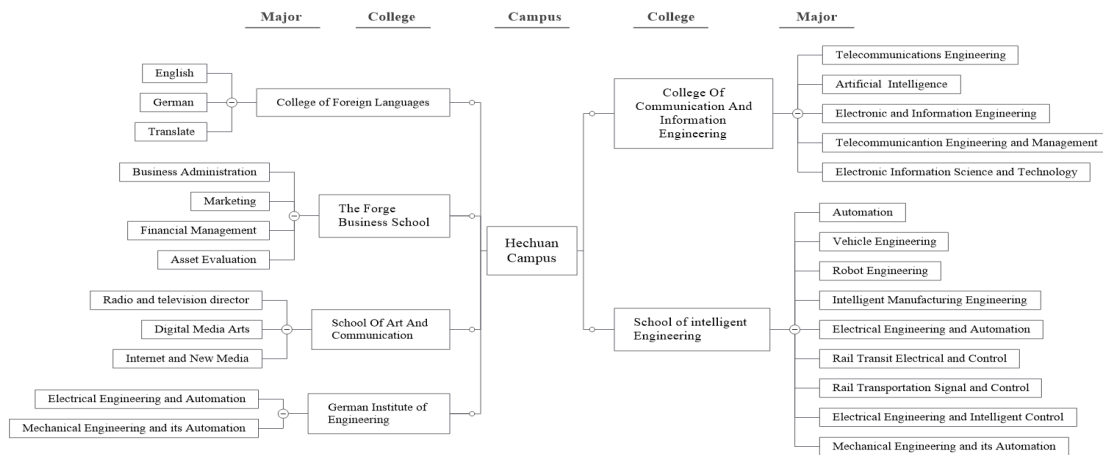 Major
College
Campus
College
Major
English
German
Translate
College of Foreign Languages
Business Administration
Marketing
Financial Management
Asset Evaluation
The Forge
Business School
Radio and television director
Digital Media Arts
Internet and New Media
School Of Art And
Communication
Electrical Engineering and Automation
Mechanical Engineering and its Automation
German Institute of
Engineering
Hechuan
Campus
College Of
Communication And
Information
Engineering
Telecommunications Engineering
Artificial Intelligence
Electronic and Information Engineering
Telecommunicantion Engineering and Management
Electronic Information Science and Technology
School of intelligent
Engineering
Automation
Vehicle Engineering
Robot Engineering
Intelligent Manufacturing Engineering
Electrical Engineering and Automation
Rail Transit Electrical and Control
Rail Transportation Signal and Control
Electrical Engineering and Intelligent Control
Mechanical Engineering and its Automation